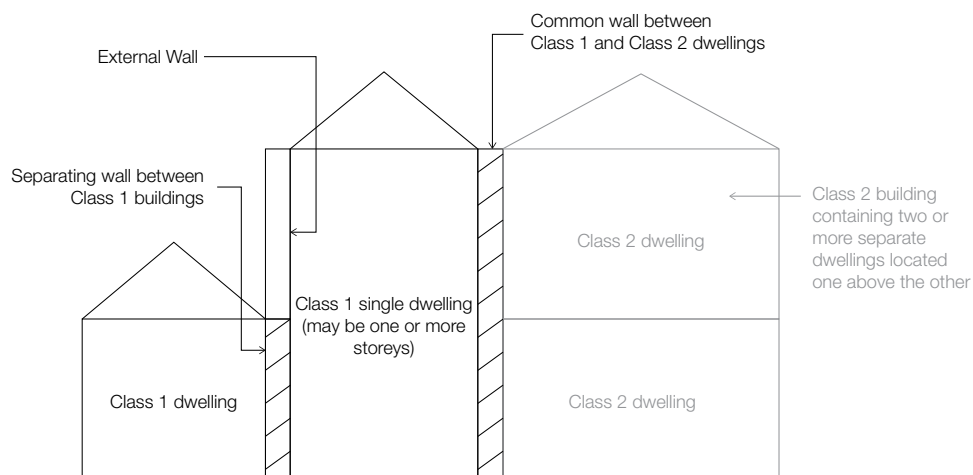 Common wall between
Class 1 and Class 2 dwellings
External Wall
Separating wall between
Class 1 buildings
Class 2 building
containing two or
more separate
dwellings located
one above the other
Class 2 dwelling
Class 1 single dwelling
(may be one or more
storeys)
Class 1 dwelling
Class 2 dwelling